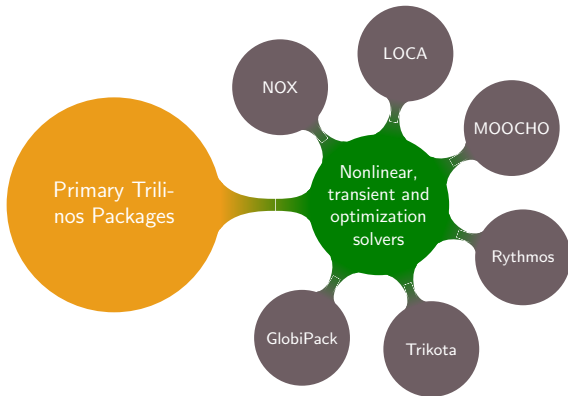 Primary Trili-
nos Packages
Nonlinear,
transient and
optimization
solvers
NOX
LOCA
MOOCHO
Rythmos
Trikota
GlobiPack